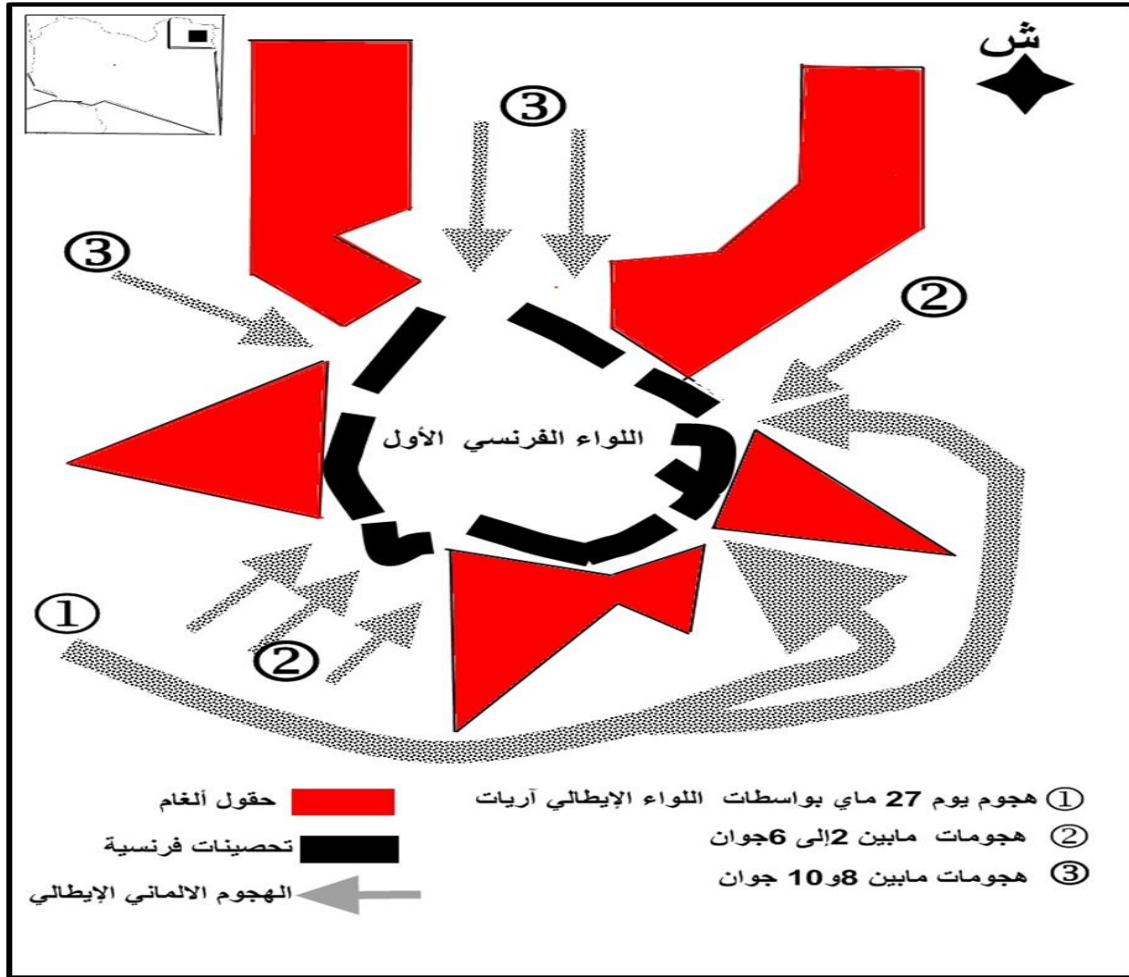 ش
③
③
②
اللواء الفرنسي الأول
①
②
① هجوم يوم 27 ماي بواسطات اللواء الإيطالي آريات
② هجومات مابين 2إلى 6جوان
③ هجومات مابين 8و10 جوان
حقول ألغام
تحصينات فرنسية
الهجوم الالماني الإيطالي